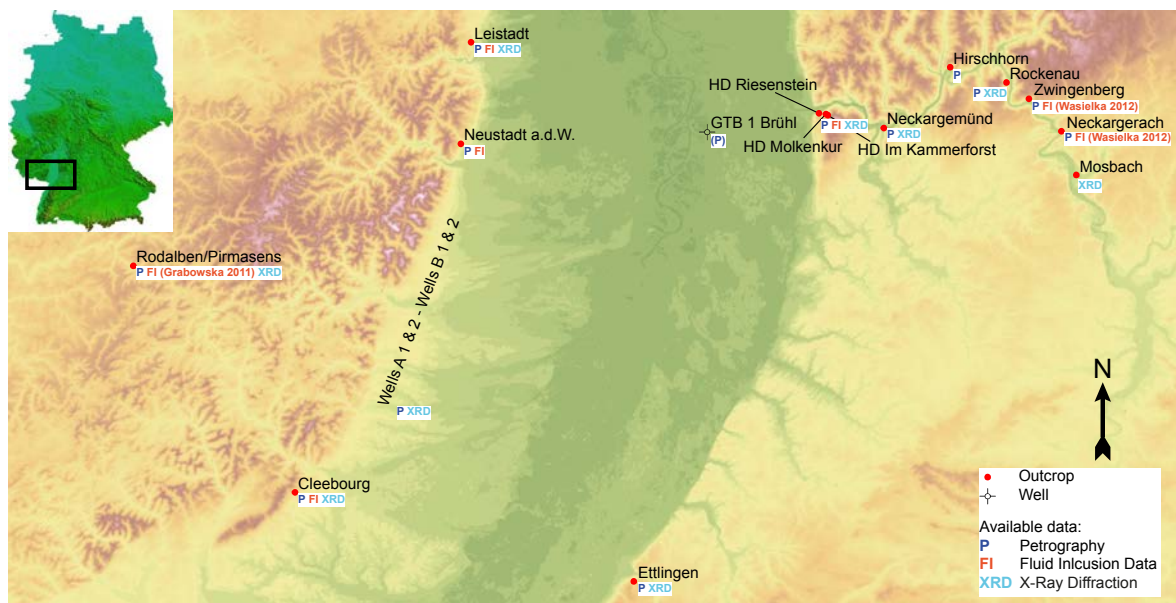 Leistadt
P FI XRD
Neustadt a.d.W.
P FI
Rodalben/Pirmasens
P FI (Grabowska 2011) XRD
Wells A 1 & 2 - Wells B 1 & 2
P XRD
Cleebourg
P FI XRD
Ettlingen
P XRD
GTB 1 Brühl
(P)
HD Riesenstein
P FI XRD
HD Molkenkur
HD Im Kammerforst
Neckargemünd
P XRD
Hirschhorn
P
Rockenau
P XRD
Zwingenberg
P FI (Wasielka 2012)
Neckargerach
P FI (Wasielka 2012)
Mosbach
XRD
N
Outcrop
Well
Available data:
P Petrography
FI Fluid Inlcusion Data
XRD X-Ray Diffraction